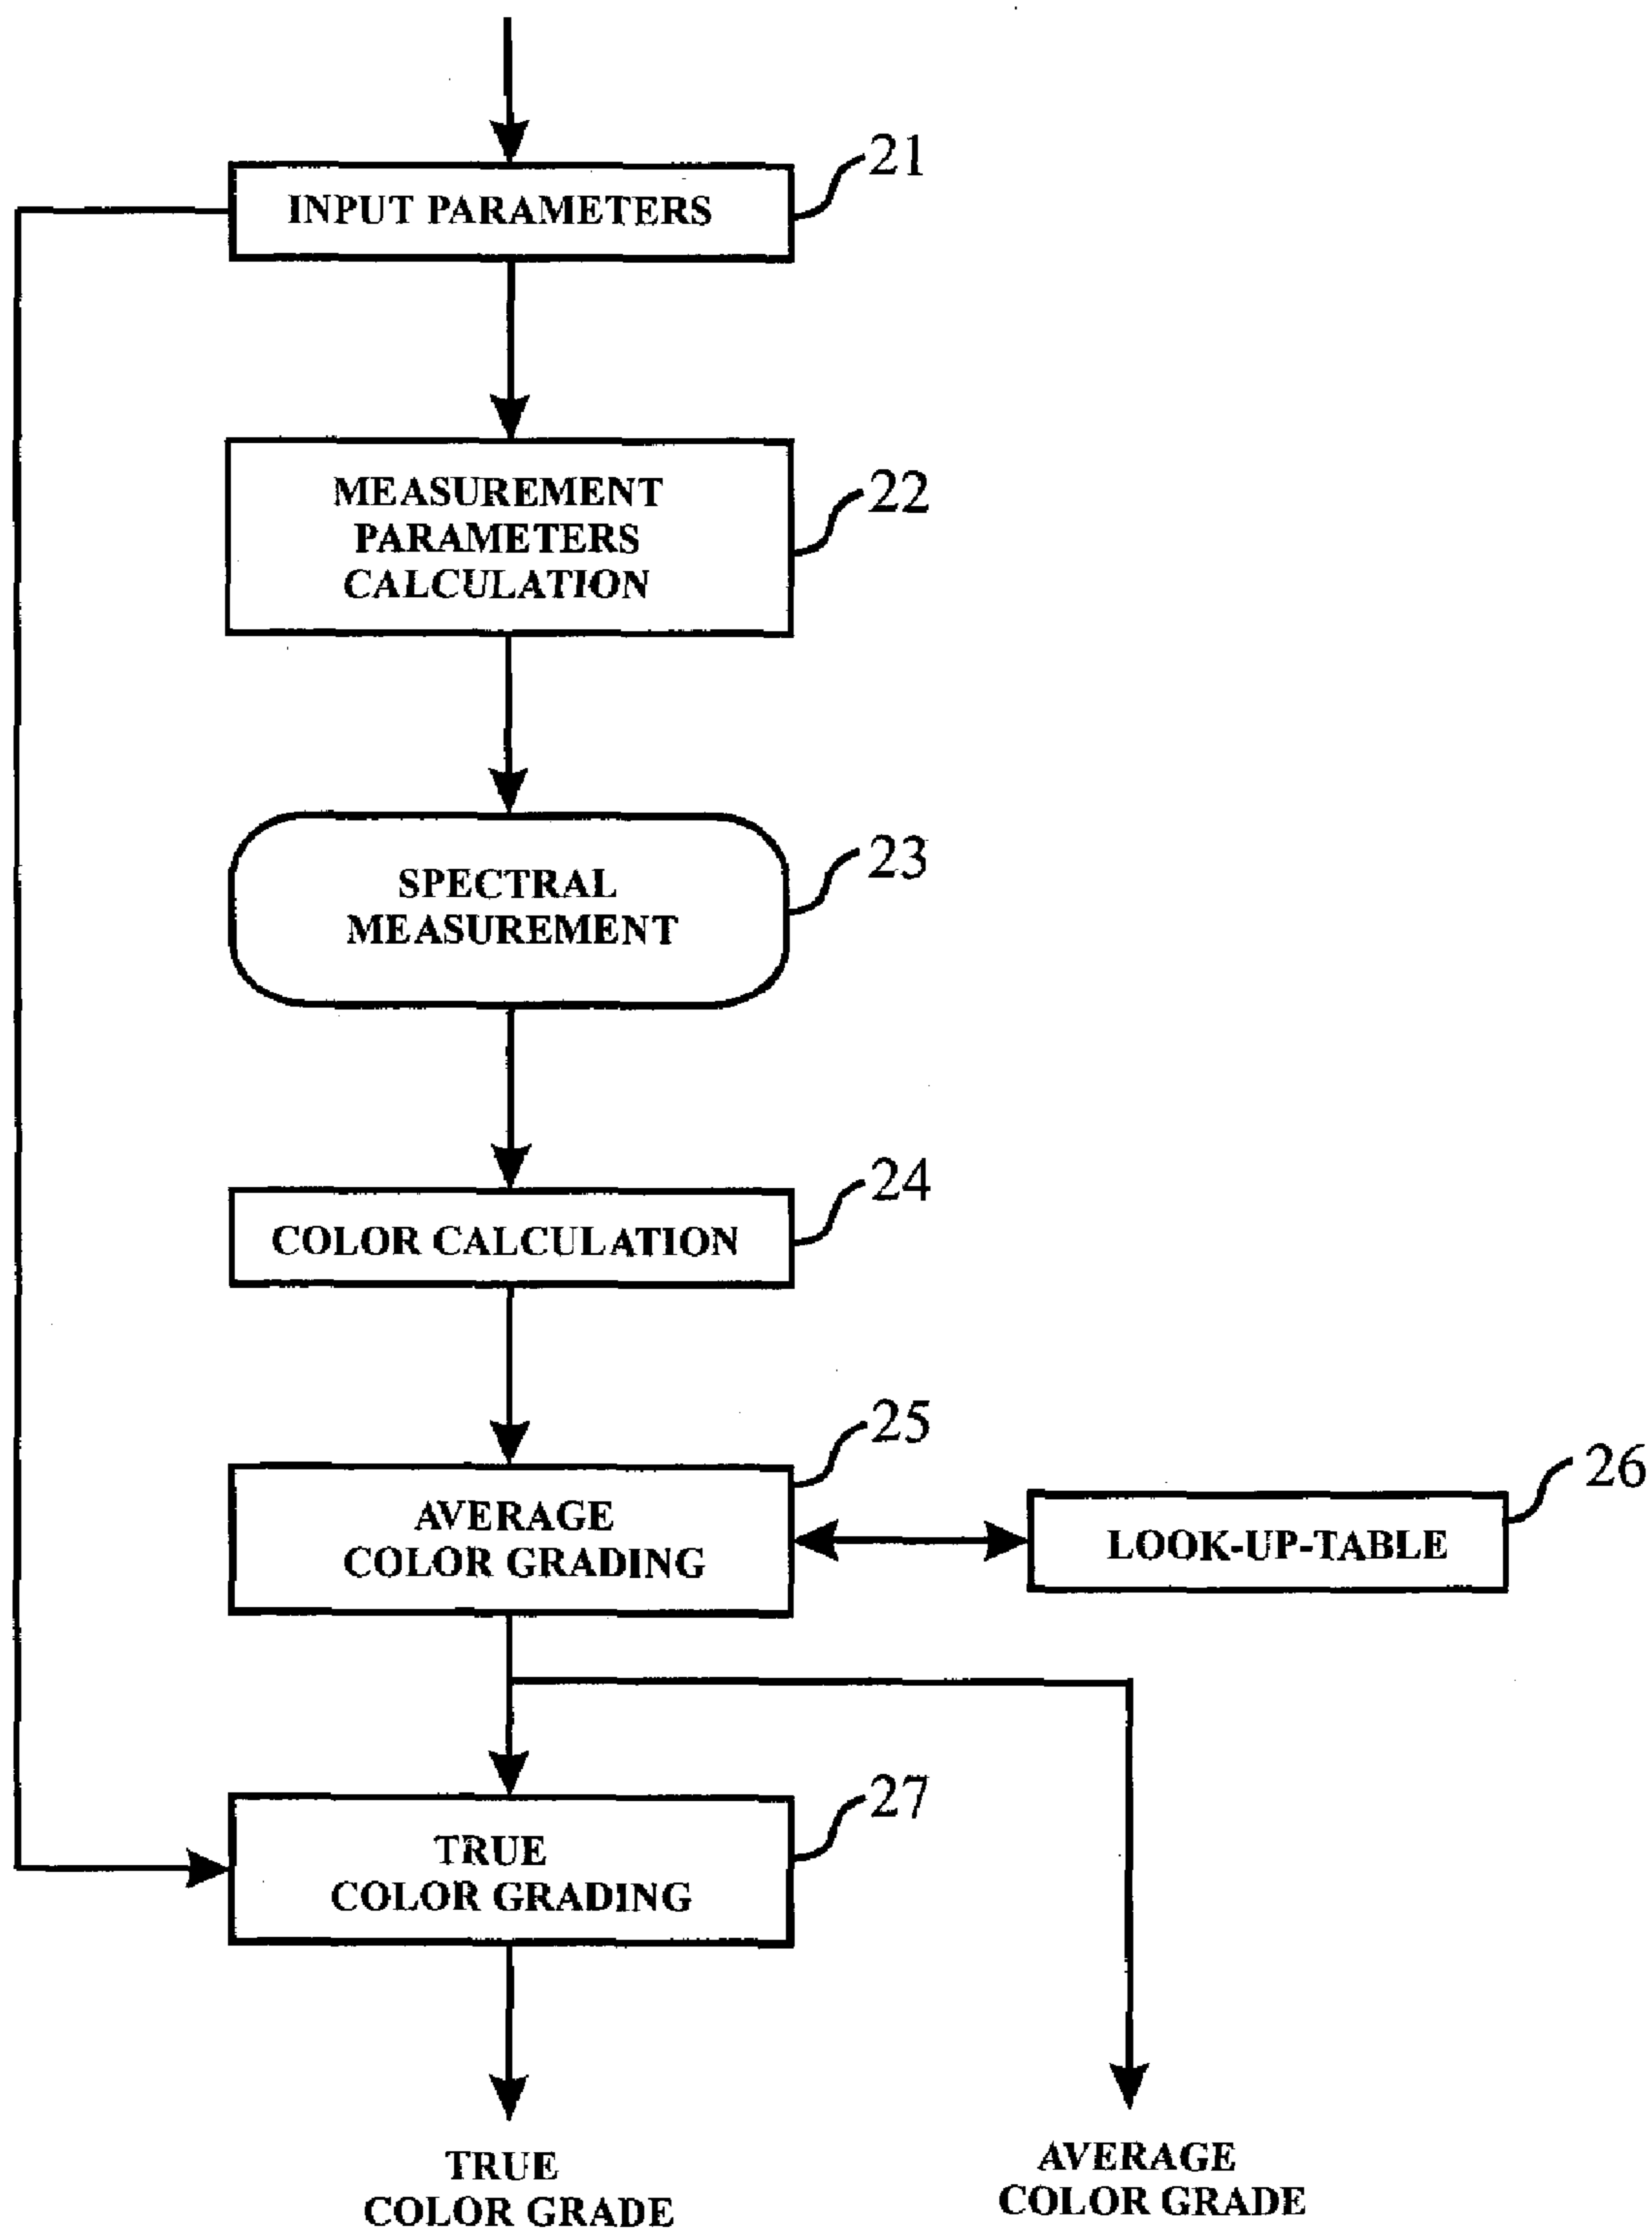 21
INPUT PARAMETERS
22
MEASUREMENT
PARAMETERS
CALCULATION
23
SPECTRAL
MEASUREMENT
24
COLOR CALCULATION
25
AVERAGE
COLOR GRADING
26
LOOK-UP-TABLE
27
TRUE
COLOR GRADING
TRUE
COLOR GRADE
AVERAGE
COLOR GRADE